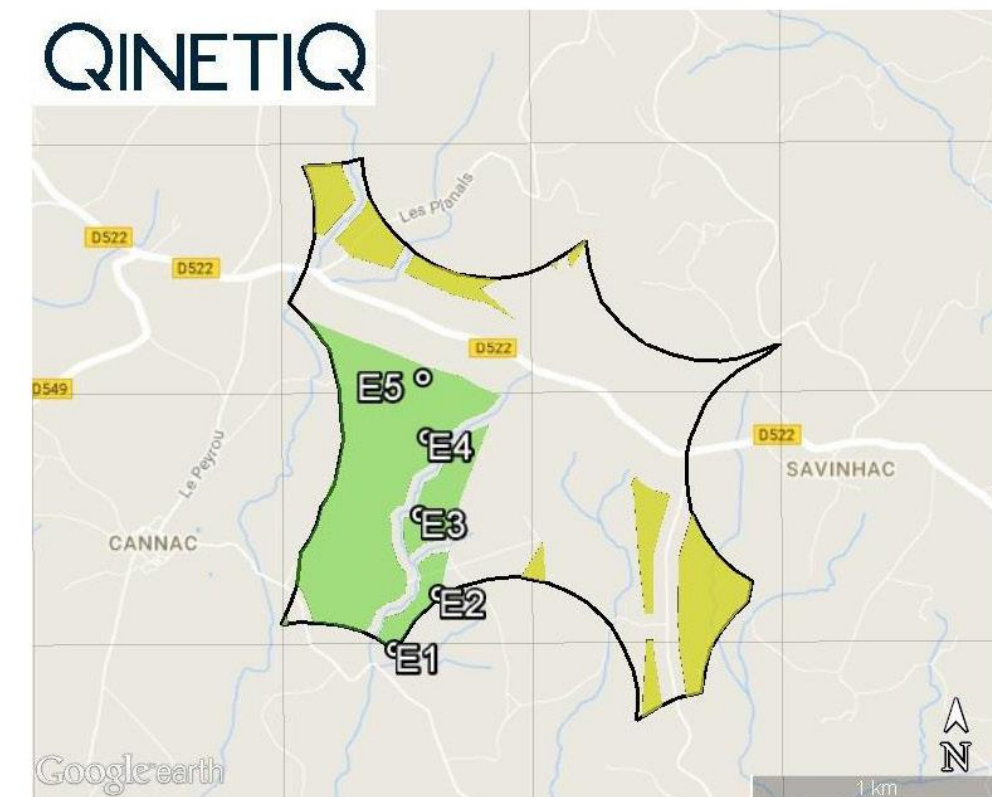 QINETIQ
Les Planais
D522
D522
D522
D549
E5
E4
D522
SAVINHAC
Le Peyrou
E3
CANNAC
E2
E1
Google earth
N
1 km